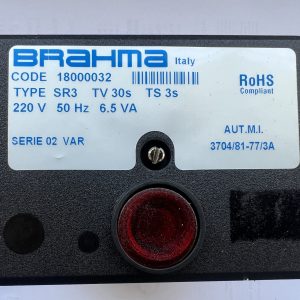 BRAHMA Italy
CODE 18000032
TYPE SR3 TV 30s TS 3s
220 V 50 Hz 6.5 VA
RoHS
Compliant
SERIE 02 VAR
AUT.M.I.
3704/81-77/3A